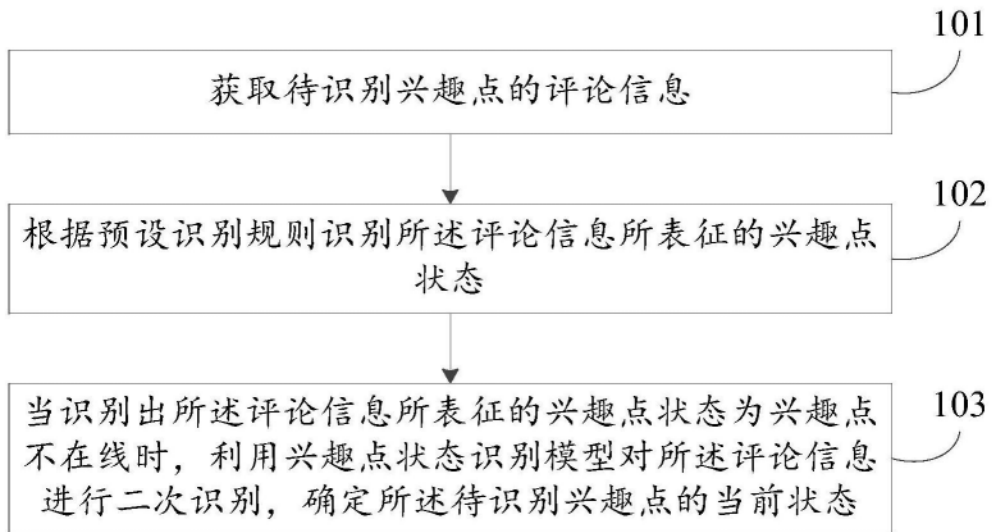 101
获取待识别兴趣点的评论信息
102
根据预设识别规则识别所述评论信息所表征的兴趣点
状态
103
当识别出所述评论信息所表征的兴趣点状态为兴趣点
不在线时，利用兴趣点状态识别模型对所述评论信息
进行二次识别，确定所述待识别兴趣点的当前状态